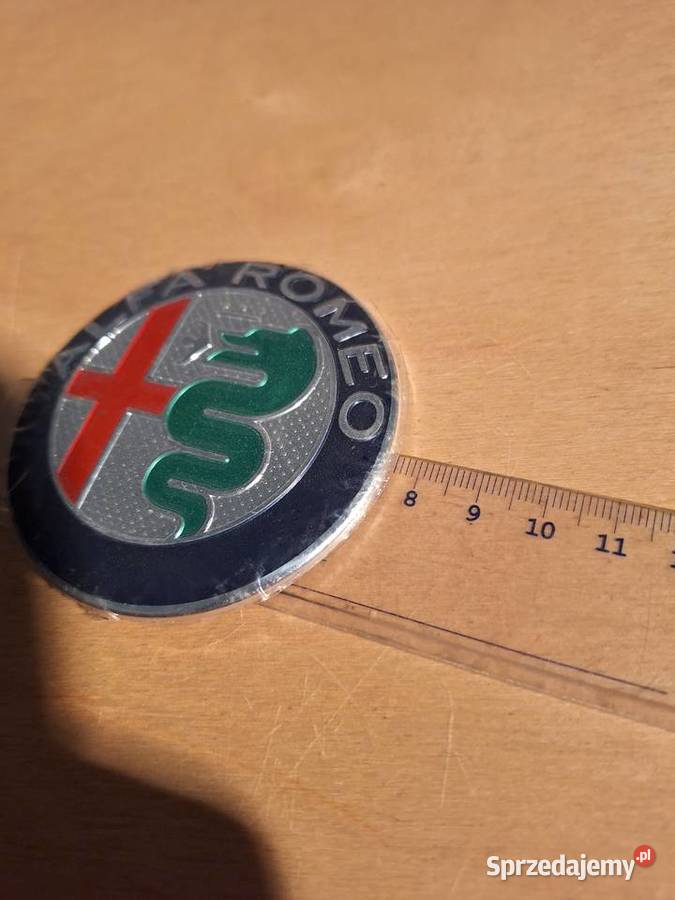 ALFA ROMEO
8 9 10 11
Sprzedajemy.pl